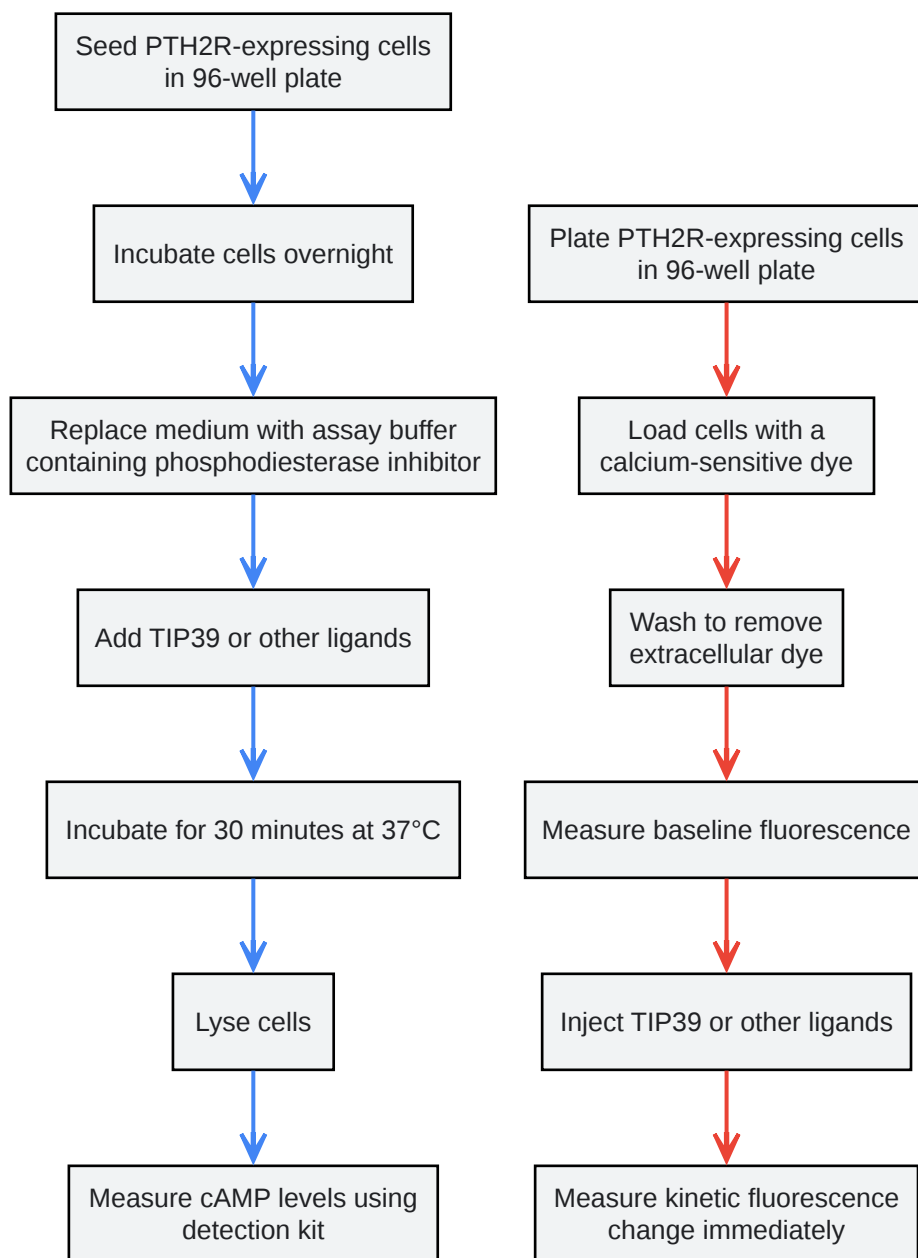 Seed PTH2R-expressing cells
in 96-well plate
Incubate cells overnight
Replace medium with assay buffer
containing phosphodiesterase inhibitor
Add TIP39 or other ligands
Incubate for 30 minutes at 37°C
Lyse cells
Measure cAMP levels using
detection kit
Plate PTH2R-expressing cells
in 96-well plate
Load cells with a
calcium-sensitive dye
Wash to remove
extracellular dye
Measure baseline fluorescence
Inject TIP39 or other ligands
Measure kinetic fluorescence
change immediately